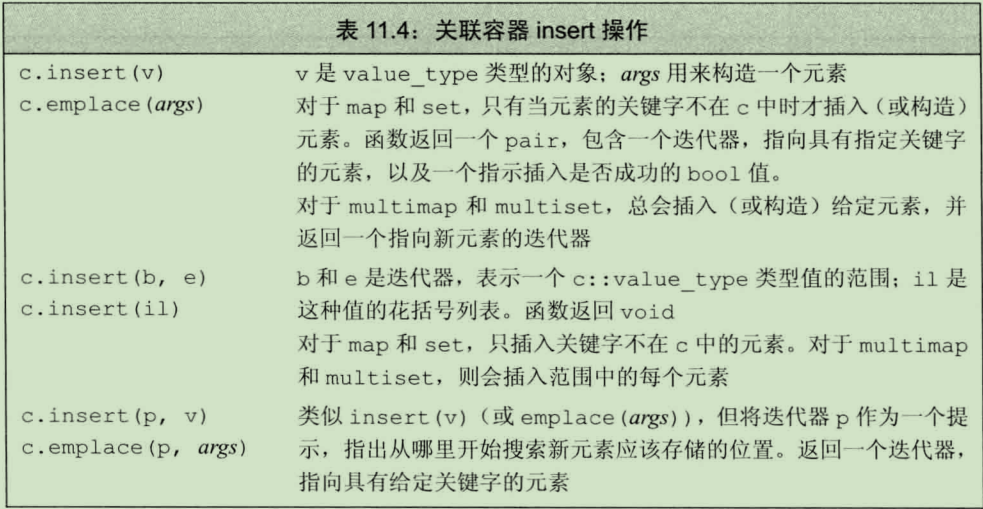 表 11.4：关联容器 insert 操作
c.insert(v) v 是 value_type 类型的对象；args 用来构造一个元素
c.emplace(args) 对于 map 和 set，只有当元素的关键字不在 c 中时才插入（或构造）
元素。函数返回一个 pair，包含一个迭代器，指向具有指定关键字
的元素，以及一个指示插入是否成功的 bool 值。
对于 multimap 和 multiset，总会插入（或构造）给定元素，并
返回一个指向新元素的迭代器
c.insert(b, e) b 和 e 是迭代器，表示一个 c::value_type 类型值的范围；il 是
c.insert(il) 这种值的花括号列表。函数返回 void
对于 map 和 set，只插入关键字不在 c 中的元素。对于 multimap
和 multiset，则会插入范围中的每个元素
c.insert(p, v) 类似 insert(v)（或 emplace(args)），但将迭代器 p 作为一个提
c.emplace(p, args) 示，指出从哪里开始搜索新元素应该存储的位置。返回一个迭代器，
指向具有给定关键字的元素